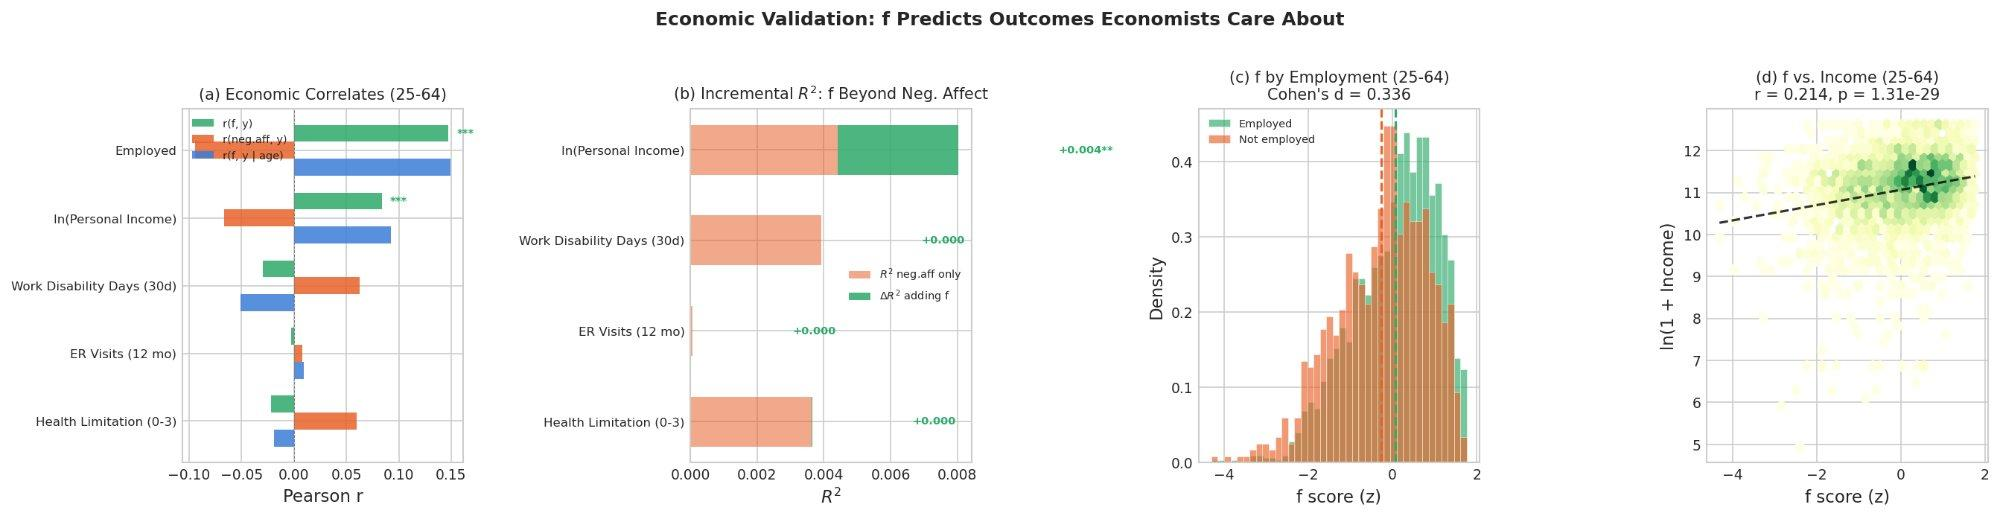 Economic Validation: f Predicts Outcomes Economists Care About
(a) Economic Correlates (25-64)
r(f, y)
r(neg.aff, y)
r(f, y | age)
***
***
Employed
ln(Personal Income)
Work Disability Days (30d)
ER Visits (12 mo)
Health Limitation (0-3)
−0.10 −0.05 0.00 0.05 0.10 0.15
Pearson r
(b) Incremental R²: f Beyond Neg. Affect
ln(Personal Income)
+0.004**
Work Disability Days (30d)
+0.000
R² neg.aff only
ΔR² adding f
ER Visits (12 mo)
+0.000
Health Limitation (0-3)
+0.000
0.000 0.002 0.004 0.006 0.008
R²
(c) f by Employment (25-64)
Cohen's d = 0.336
Employed
Not employed
Density
0.4
0.3
0.2
0.1
0.0
−4 −2 0 2
f score (z)
(d) f vs. Income (25-64)
r = 0.214, p = 1.31e-29
ln(1 + Income)
12
11
10
9
8
7
6
5
−4 −2 0 2
f score (z)